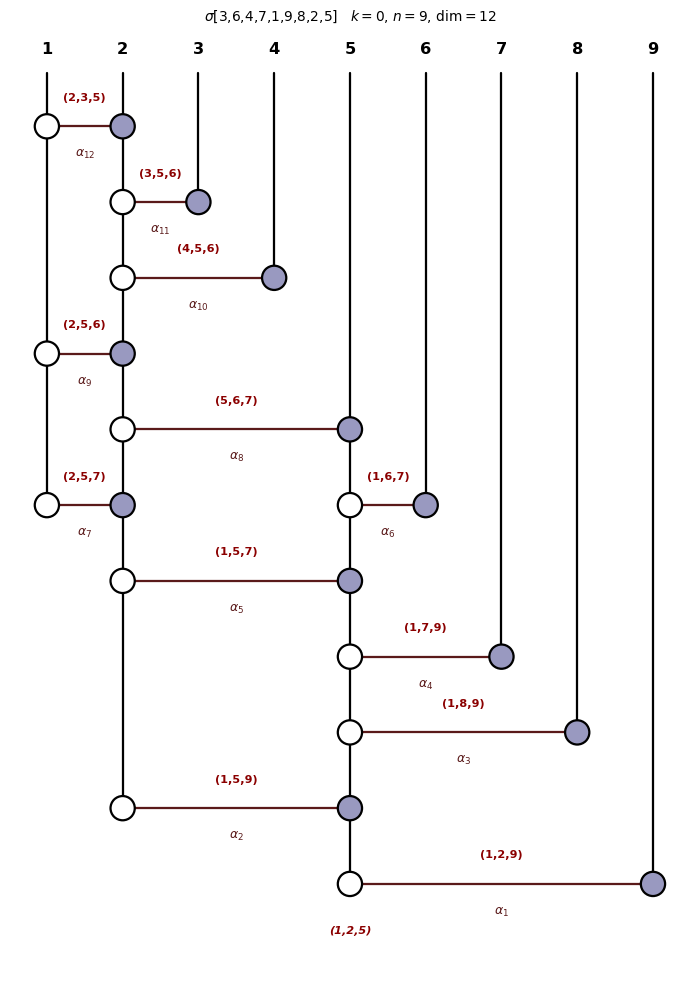 σ[3,6,4,7,1,9,8,2,5]   k = 0, n = 9, dim = 12
1 2 3 4 5 6 7 8 9
(2,3,5)
α₁₂
(3,5,6)
α₁₁
(4,5,6)
α₁₀
(2,5,6)
α₉
(5,6,7)
α₈
(2,5,7) (1,6,7)
α₇ α₆
(1,5,7)
α₅
(1,7,9)
α₄
(1,8,9)
α₃
(1,5,9)
α₂
(1,2,9)
α₁
(1,2,5)